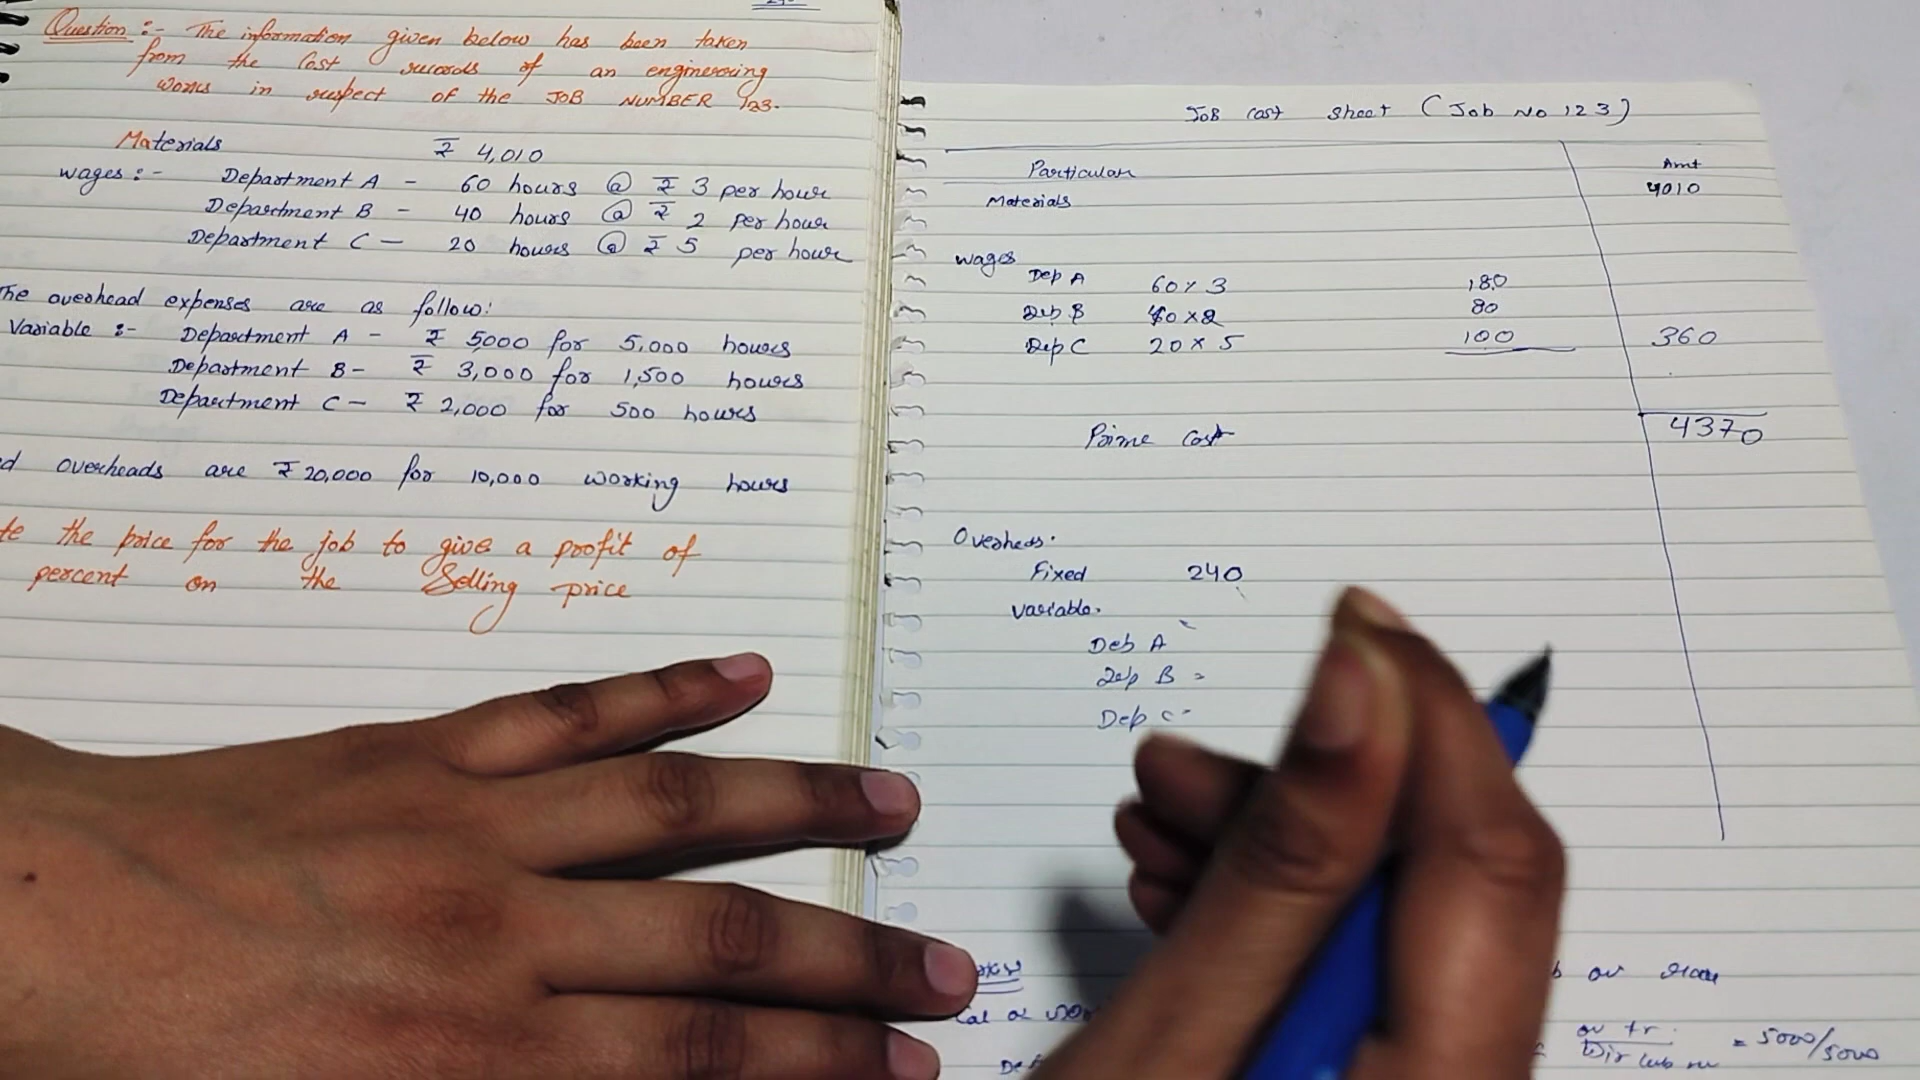 Question :- The information given below has been taken
from the Cost records of an engineering
works in respect of the JOB NUMBER 123.
Materials ₹ 4,010
wages :- Department A - 60 hours @ ₹ 3 per hour
Department B - 40 hours @ ₹ 2 per hour
Department C - 20 hours @ ₹ 5 per hour
The overhead expenses are as follow:
Variable :- Department A - ₹ 5000 for 5,000 hours
Department B - ₹ 3,000 for 1,500 hours
Department C - ₹ 2,000 for 500 hours
d overheads are ₹ 20,000 for 10,000 working hours
te the price for the job to give a profit of
percent on the Selling price
JOB cost sheet (Job No 123)
Particulars Amt
Materials 4010
wages
Dep A 60 x 3 180
Dep B 40 x 2 80
Dep C 20 x 5 100 360
Prime Cost 4370
Overheds.
Fixed 240
Variable.
Deb A
Dep B =
Dep C -
Cal
= 5000/5000